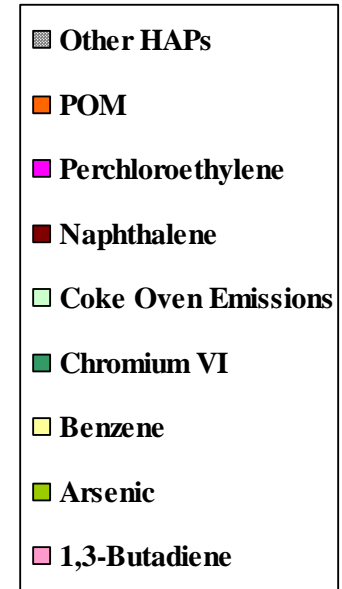 Other HAPs
POM
Perchloroethylene
Naphthalene
Coke Oven Emissions
Chromium VI
Benzene
Arsenic
1,3-Butadiene